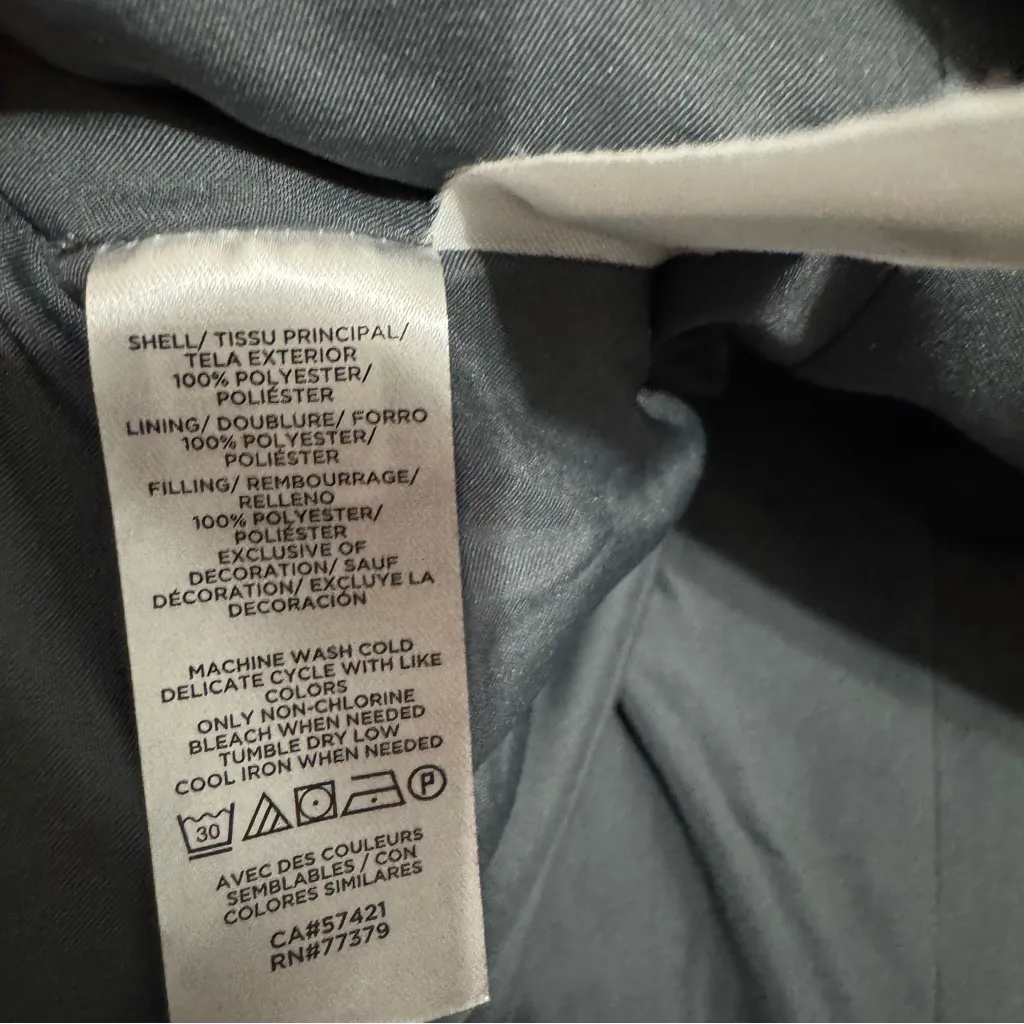 SHELL/ TISSU PRINCIPAL/
TELA EXTERIOR
100% POLYESTER/
POLIÉSTER
LINING/ DOUBLURE/ FORRO
100% POLYESTER/
POLIÉSTER
FILLING/ REMBOURRAGE/
RELLENO
100% POLYESTER/
POLIÉSTER
EXCLUSIVE OF
DECORATION/ SAUF
DÉCORATION/ EXCLUYE LA
DECORACIÓN
MACHINE WASH COLD
DELICATE CYCLE WITH LIKE
COLORS
ONLY NON-CHLORINE
BLEACH WHEN NEEDED
TUMBLE DRY LOW
COOL IRON WHEN NEEDED
30 P
AVEC DES COULEURS
SEMBLABLES / CON
COLORES SIMILARES
CA#57421
RN#77379